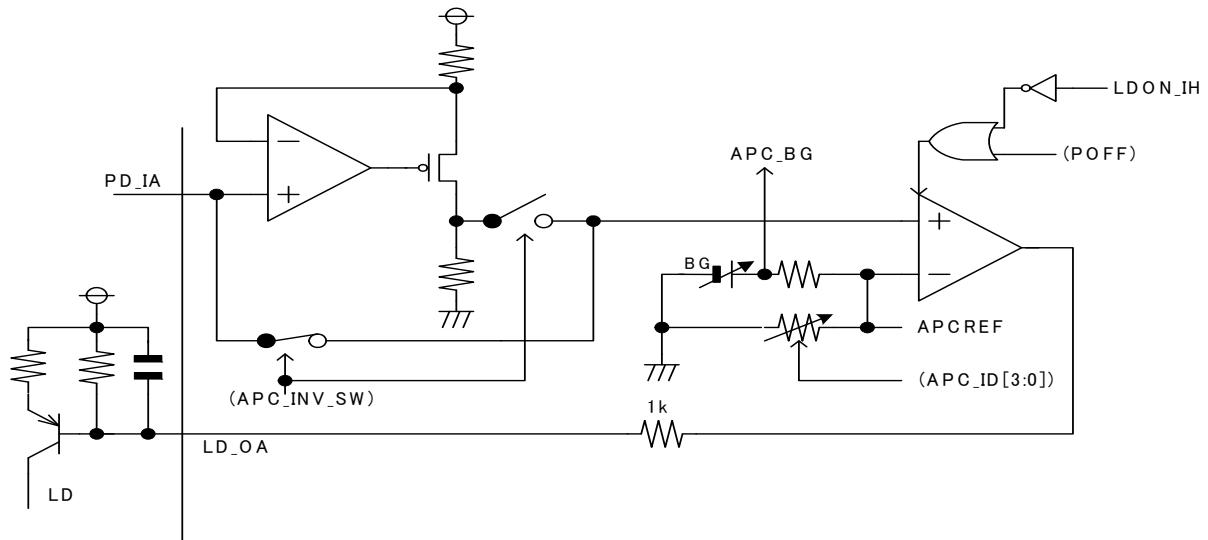 LDON_IH
APC_BG
(POFF)
PD_IA
−
+
+
BG
−
APCREF
(APC_INV_SW)
(APC_ID[3:0])
1k
LD_OA
LD